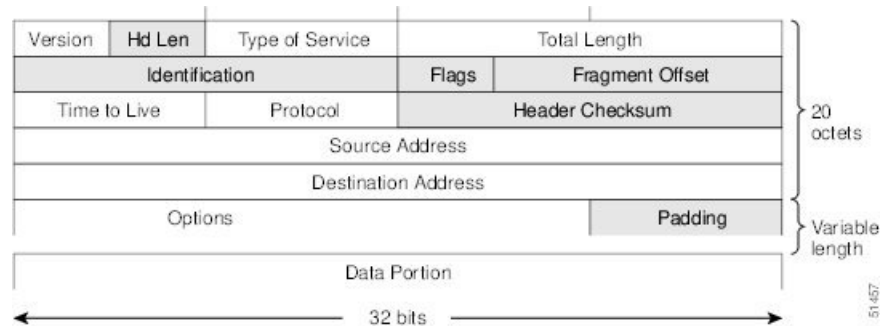 Version Hd Len Type of Service Total Length
Identification Flags Fragment Offset
Time to Live Protocol Header Checksum
20
octets
Source Address
Destination Address
Options Padding
Variable
length
Data Portion
32 bits
51457